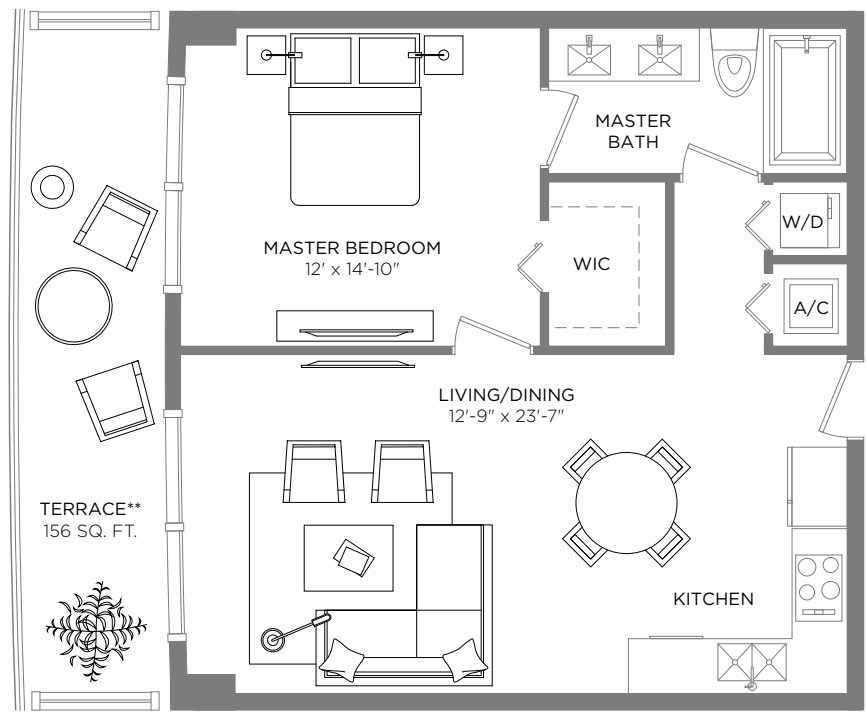 MASTER
BATH
W/D
MASTER BEDROOM
12' x 14'-10"
WIC
A/C
LIVING/DINING
12'-9" x 23'-7"
TERRACE**
156 SQ. FT.
KITCHEN